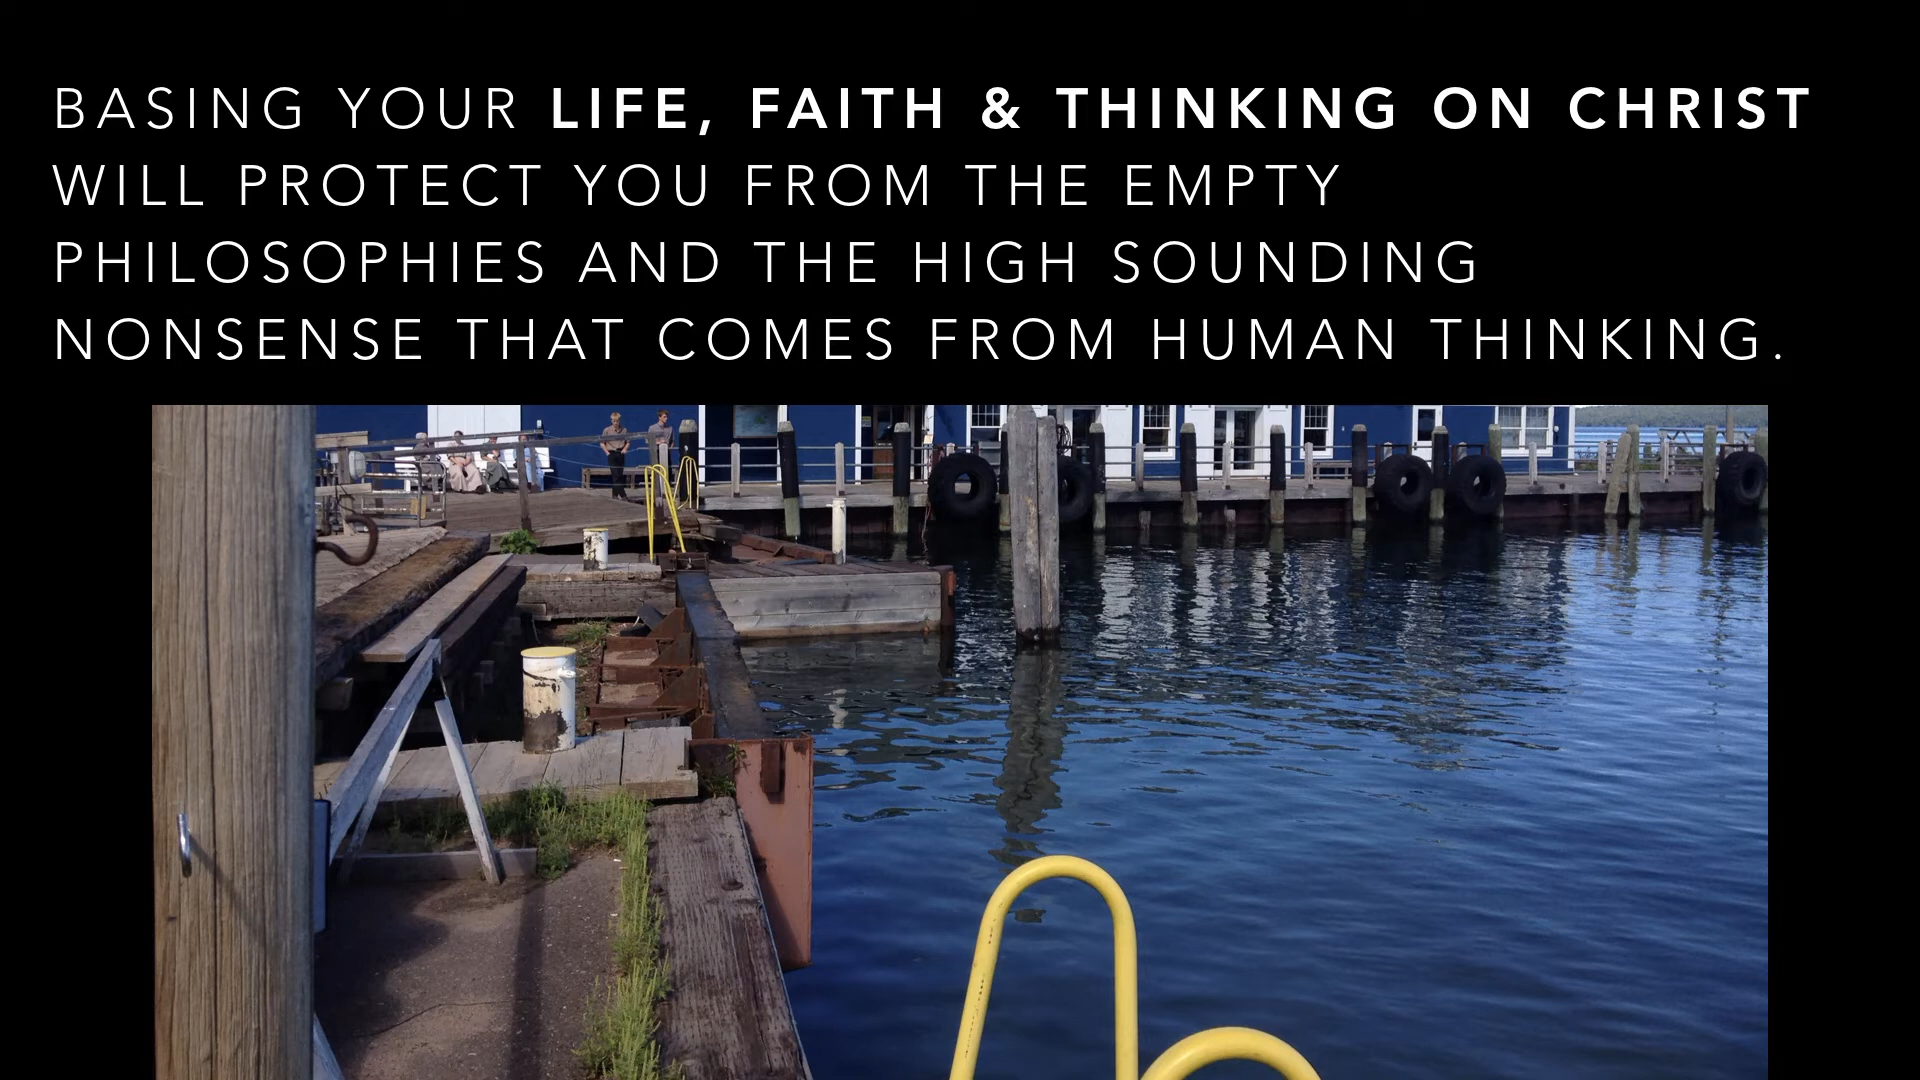 BASING YOUR LIFE, FAITH & THINKING ON CHRIST
WILL PROTECT YOU FROM THE EMPTY
PHILOSOPHIES AND THE HIGH SOUNDING
NONSENSE THAT COMES FROM HUMAN THINKING.